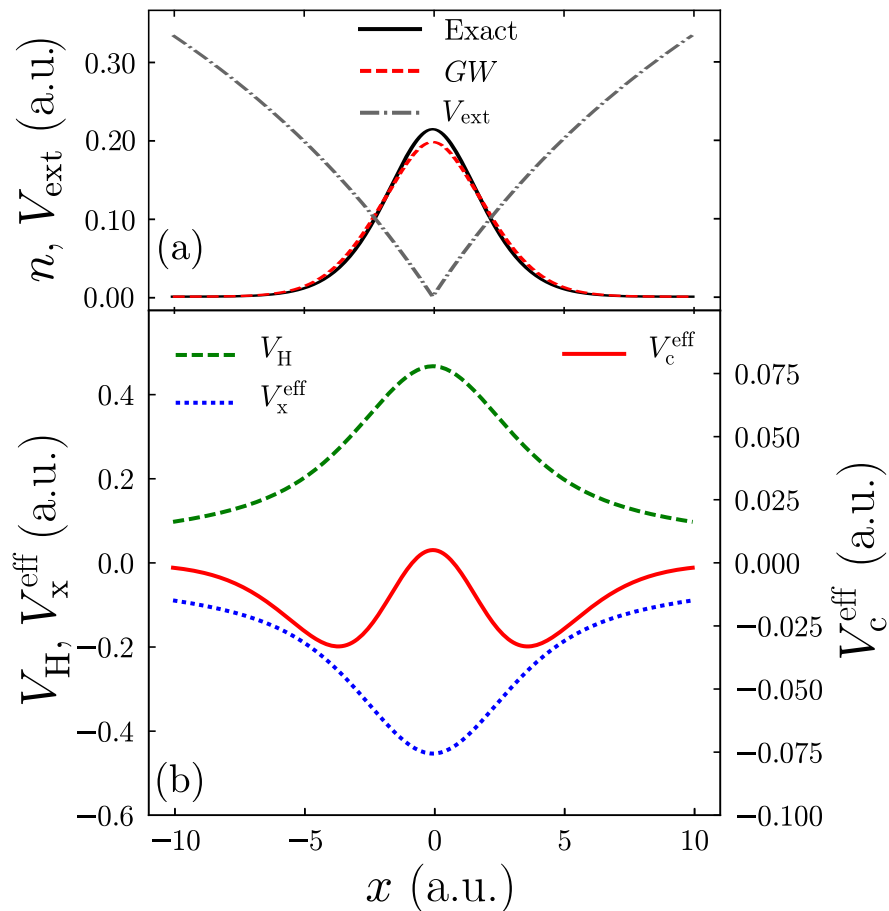 Exact
GW
V_ext
0.30
0.20
0.10
0.00
n, V_ext (a.u.)
(a)
V_H
V_x^eff
V_c^eff
0.4
0.2
0.0
−0.2
−0.4
−0.6
V_H, V_x^eff (a.u.)
0.075
0.050
0.025
0.000
−0.025
−0.050
−0.075
−0.100
V_c^eff (a.u.)
(b)
−10
−5
0
5
10
x (a.u.)